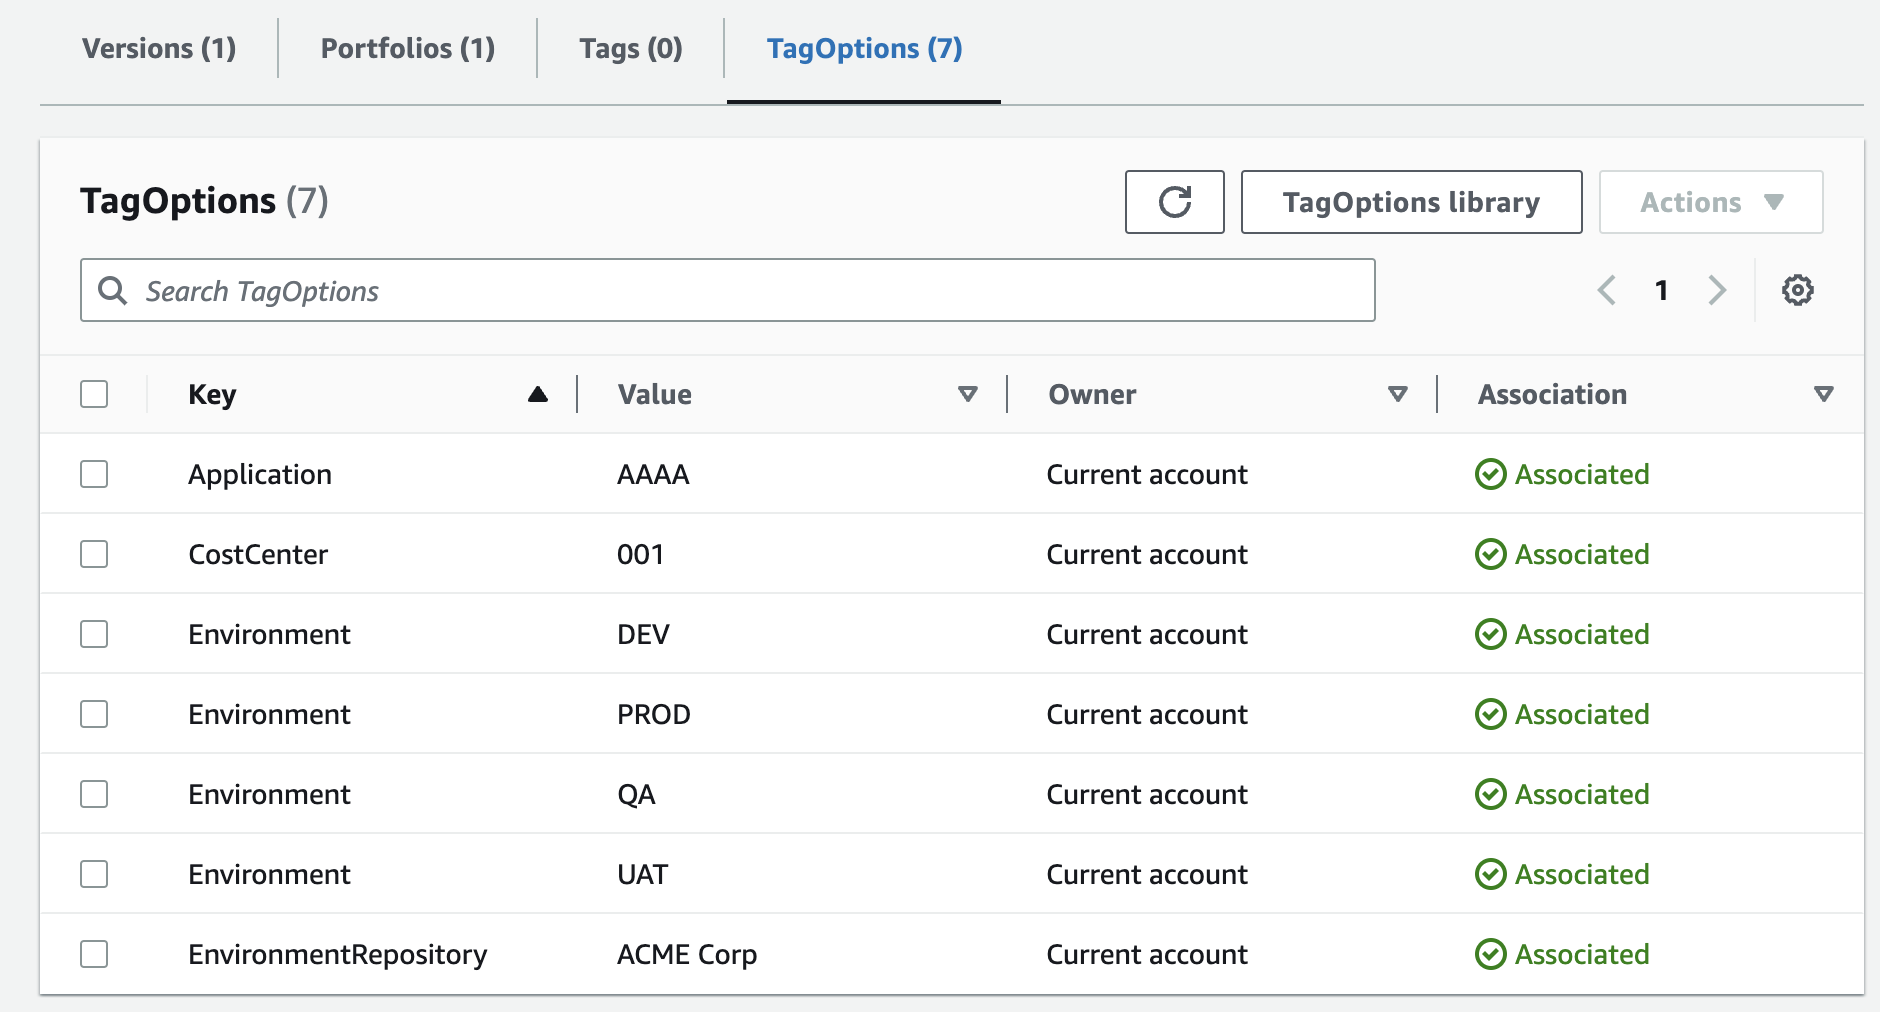 Versions (1) Portfolios (1) Tags (0) TagOptions (7)
TagOptions (7) TagOptions library Actions
Search TagOptions 1
Key Value Owner Association
Application AAAA Current account Associated
CostCenter 001 Current account Associated
Environment DEV Current account Associated
Environment PROD Current account Associated
Environment QA Current account Associated
Environment UAT Current account Associated
EnvironmentRepository ACME Corp Current account Associated